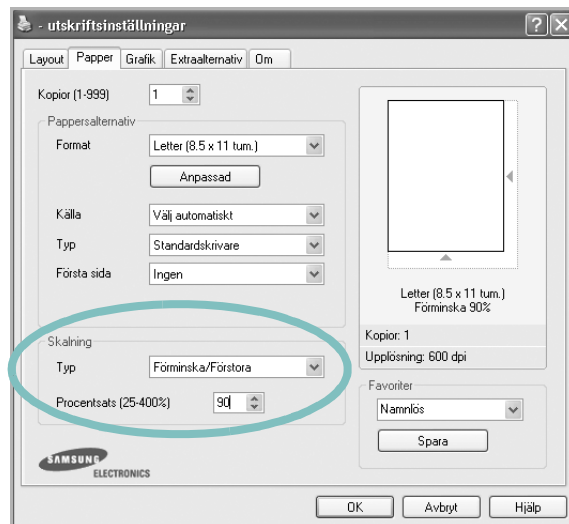 - utskriftsinställningar
Layout Papper Grafik Extraalternativ Om
Kopior (1-999) 1
Pappersalternativ
Format Letter (8.5 x 11 tum.)
Anpassad
Källa Välj automatiskt
Typ Standardskrivare
Första sida Ingen
Letter (8.5 x 11 tum.)
Förminska 90%
Kopior: 1
Upplösning: 600 dpi
Skalning
Typ Förminska/Förstora
Procentsats (25-400%) 90
Favoriter
Namnlös
Spara
SAMSUNG
ELECTRONICS
OK Avbryt Hjälp